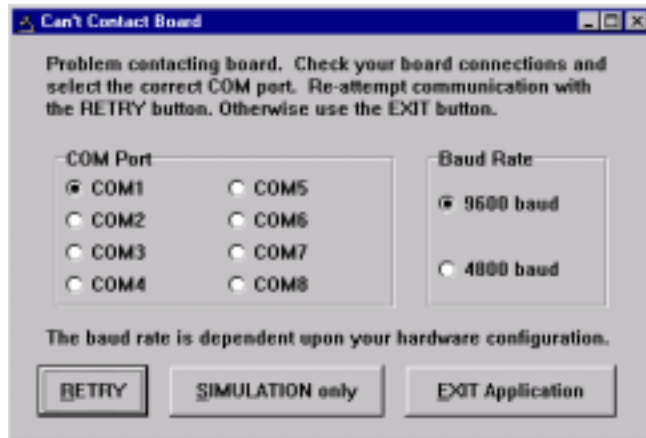 Can't Contact Board
Problem contacting board. Check your board connections and
select the correct COM port. Re-attempt communication with
the RETRY button. Otherwise use the EXIT button.
COM Port
Baud Rate
COM1
COM5
9600 baud
COM2
COM6
COM3
COM7
4800 baud
COM4
COM8
The baud rate is dependent upon your hardware configuration.
RETRY
SIMULATION only
EXIT Application